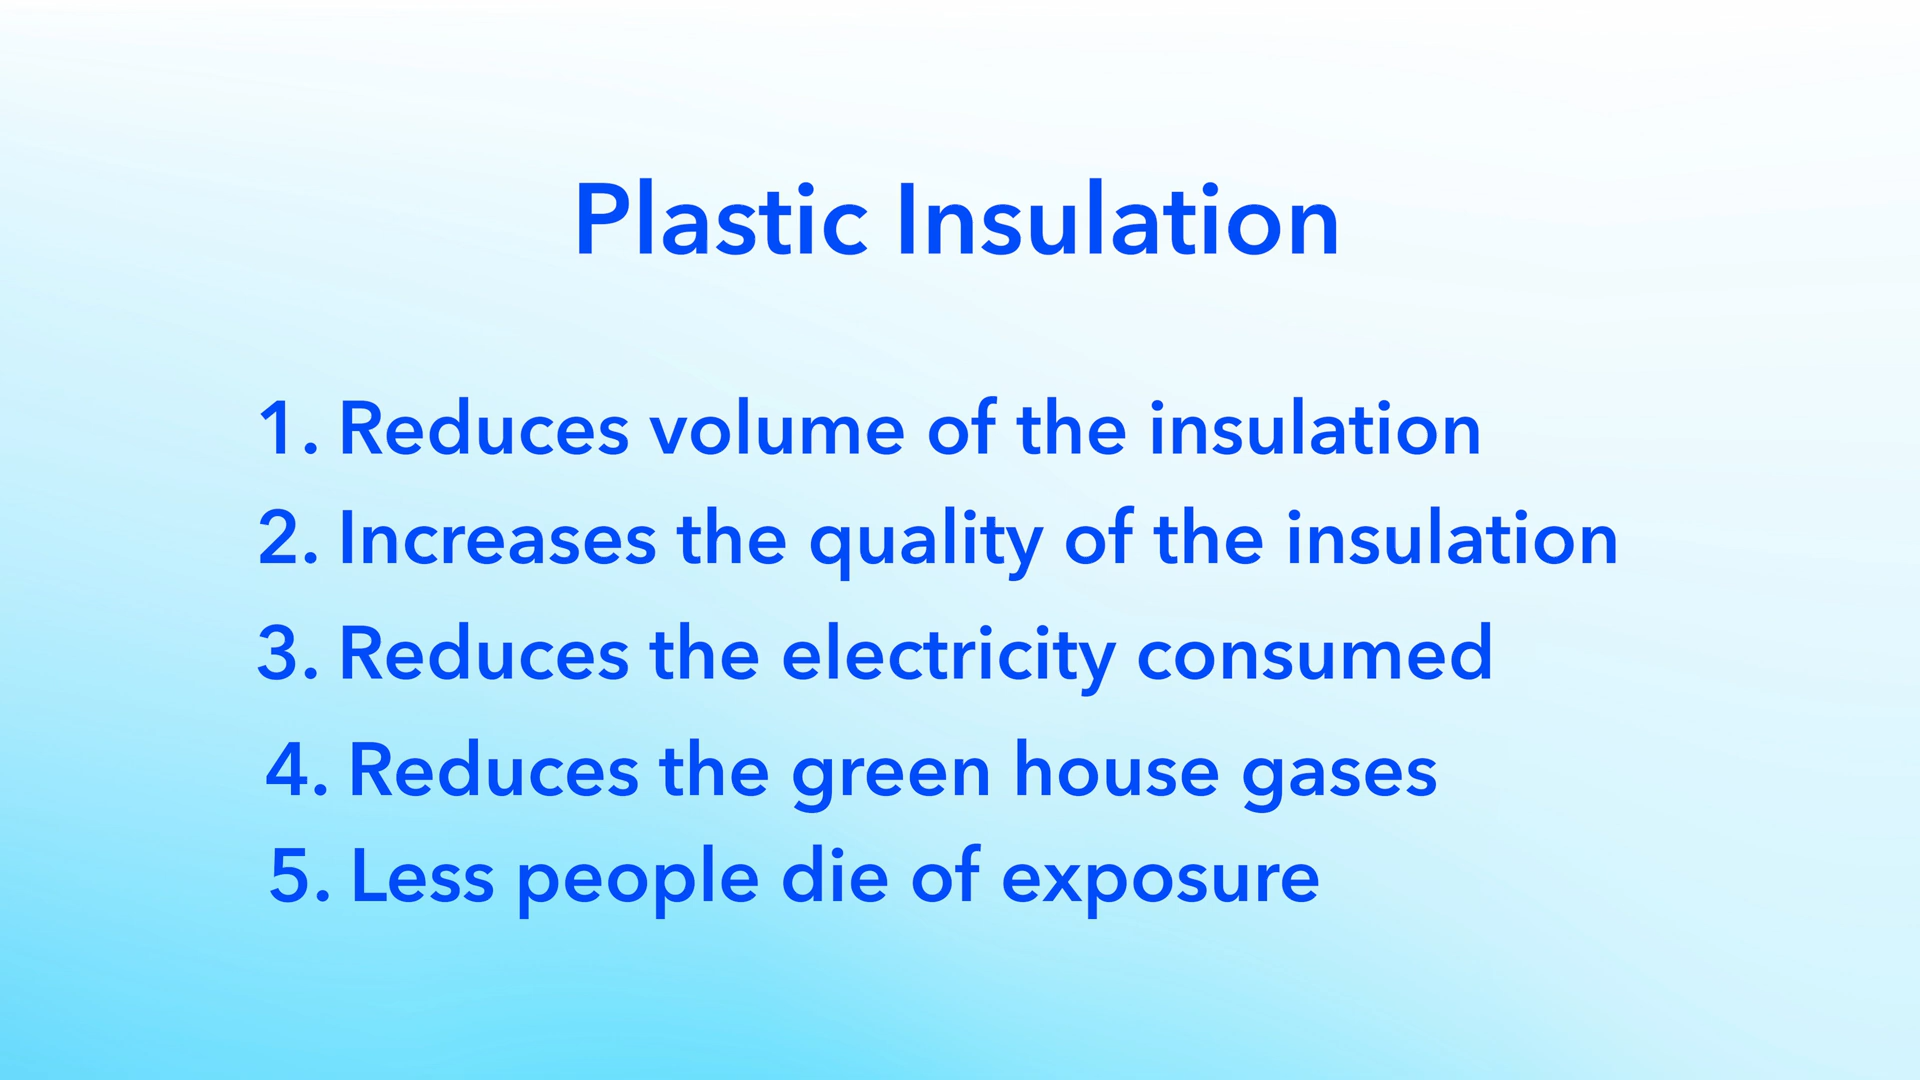 Plastic Insulation
1. Reduces volume of the insulation
2. Increases the quality of the insulation
3. Reduces the electricity consumed
4. Reduces the green house gases
5. Less people die of exposure